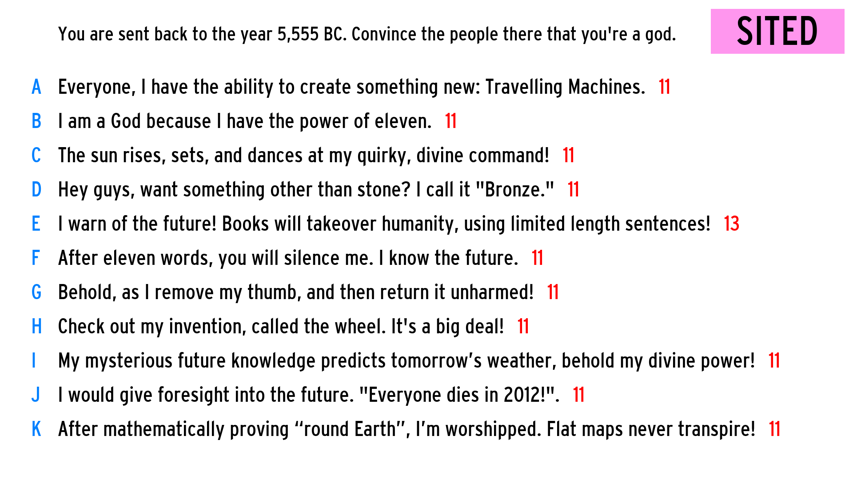 You are sent back to the year 5,555 BC. Convince the people there that you're a god.
SITED
A Everyone, I have the ability to create something new: Travelling Machines. 11
B I am a God because I have the power of eleven. 11
C The sun rises, sets, and dances at my quirky, divine command! 11
D Hey guys, want something other than stone? I call it "Bronze." 11
E I warn of the future! Books will takeover humanity, using limited length sentences! 13
F After eleven words, you will silence me. I know the future. 11
G Behold, as I remove my thumb, and then return it unharmed! 11
H Check out my invention, called the wheel. It's a big deal! 11
I My mysterious future knowledge predicts tomorrow’s weather, behold my divine power! 11
J I would give foresight into the future. "Everyone dies in 2012!". 11
K After mathematically proving “round Earth”, I’m worshipped. Flat maps never transpire! 11